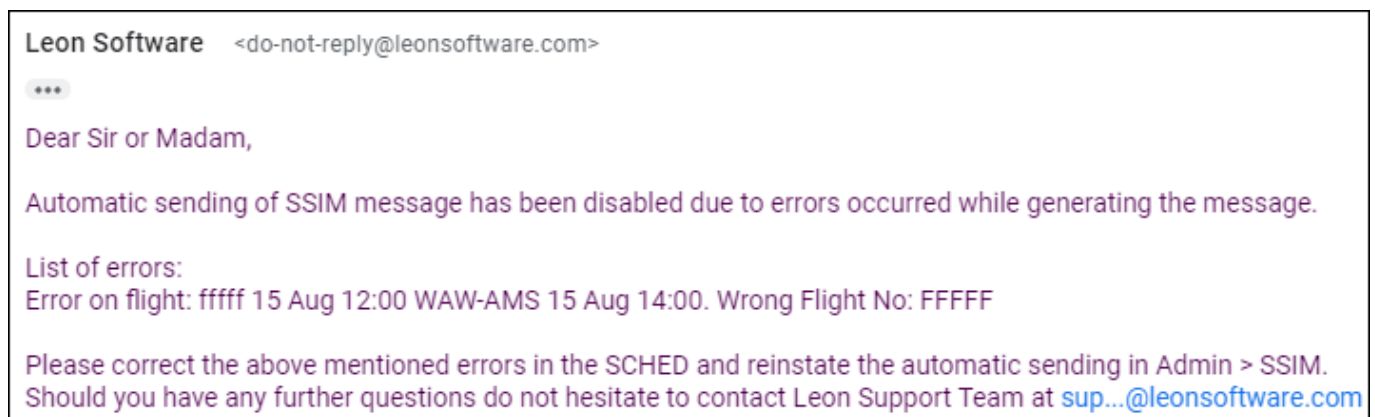 Leon Software <do-not-reply@leonsoftware.com>
•••
Dear Sir or Madam,
Automatic sending of SSIM message has been disabled due to errors occurred while generating the message.
List of errors:
Error on flight: fffff 15 Aug 12:00 WAW-AMS 15 Aug 14:00. Wrong Flight No: FFFFF
Please correct the above mentioned errors in the SCHED and reinstate the automatic sending in Admin > SSIM.
Should you have any further questions do not hesitate to contact Leon Support Team at sup...@leonsoftware.com